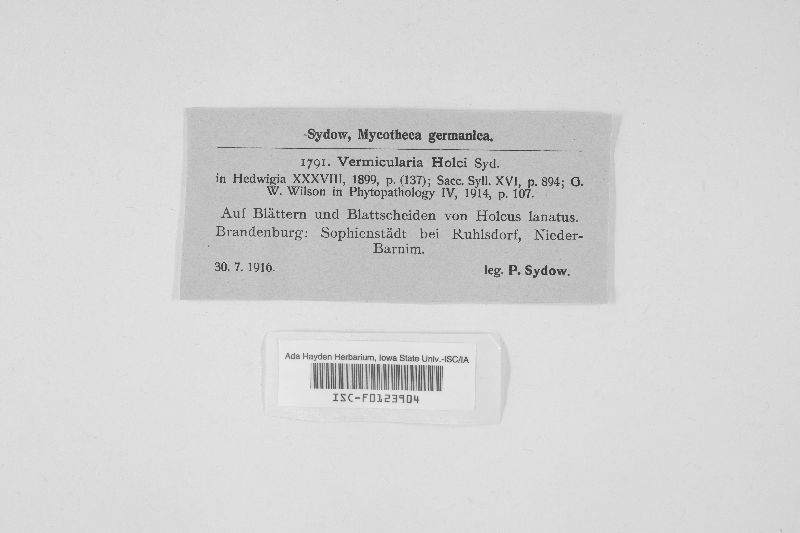 Sydow, Mycotheca germanica.
1791. Vermicularia Holci Syd.
in Hedwigia XXXVIII, 1899, p. (137); Sacc. Syll. XVI, p. 894; G.
W. Wilson in Phytopathology IV, 1914, p. 107.
Auf Blättern und Blattscheiden von Holcus lanatus.
Brandenburg: Sophienstädt bei Ruhlsdorf, Nieder-
Barnim.
30. 7. 1916. leg. P. Sydow.
Ada Hayden Herbarium, Iowa State Univ.-ISC/IA
ISC-F0123904